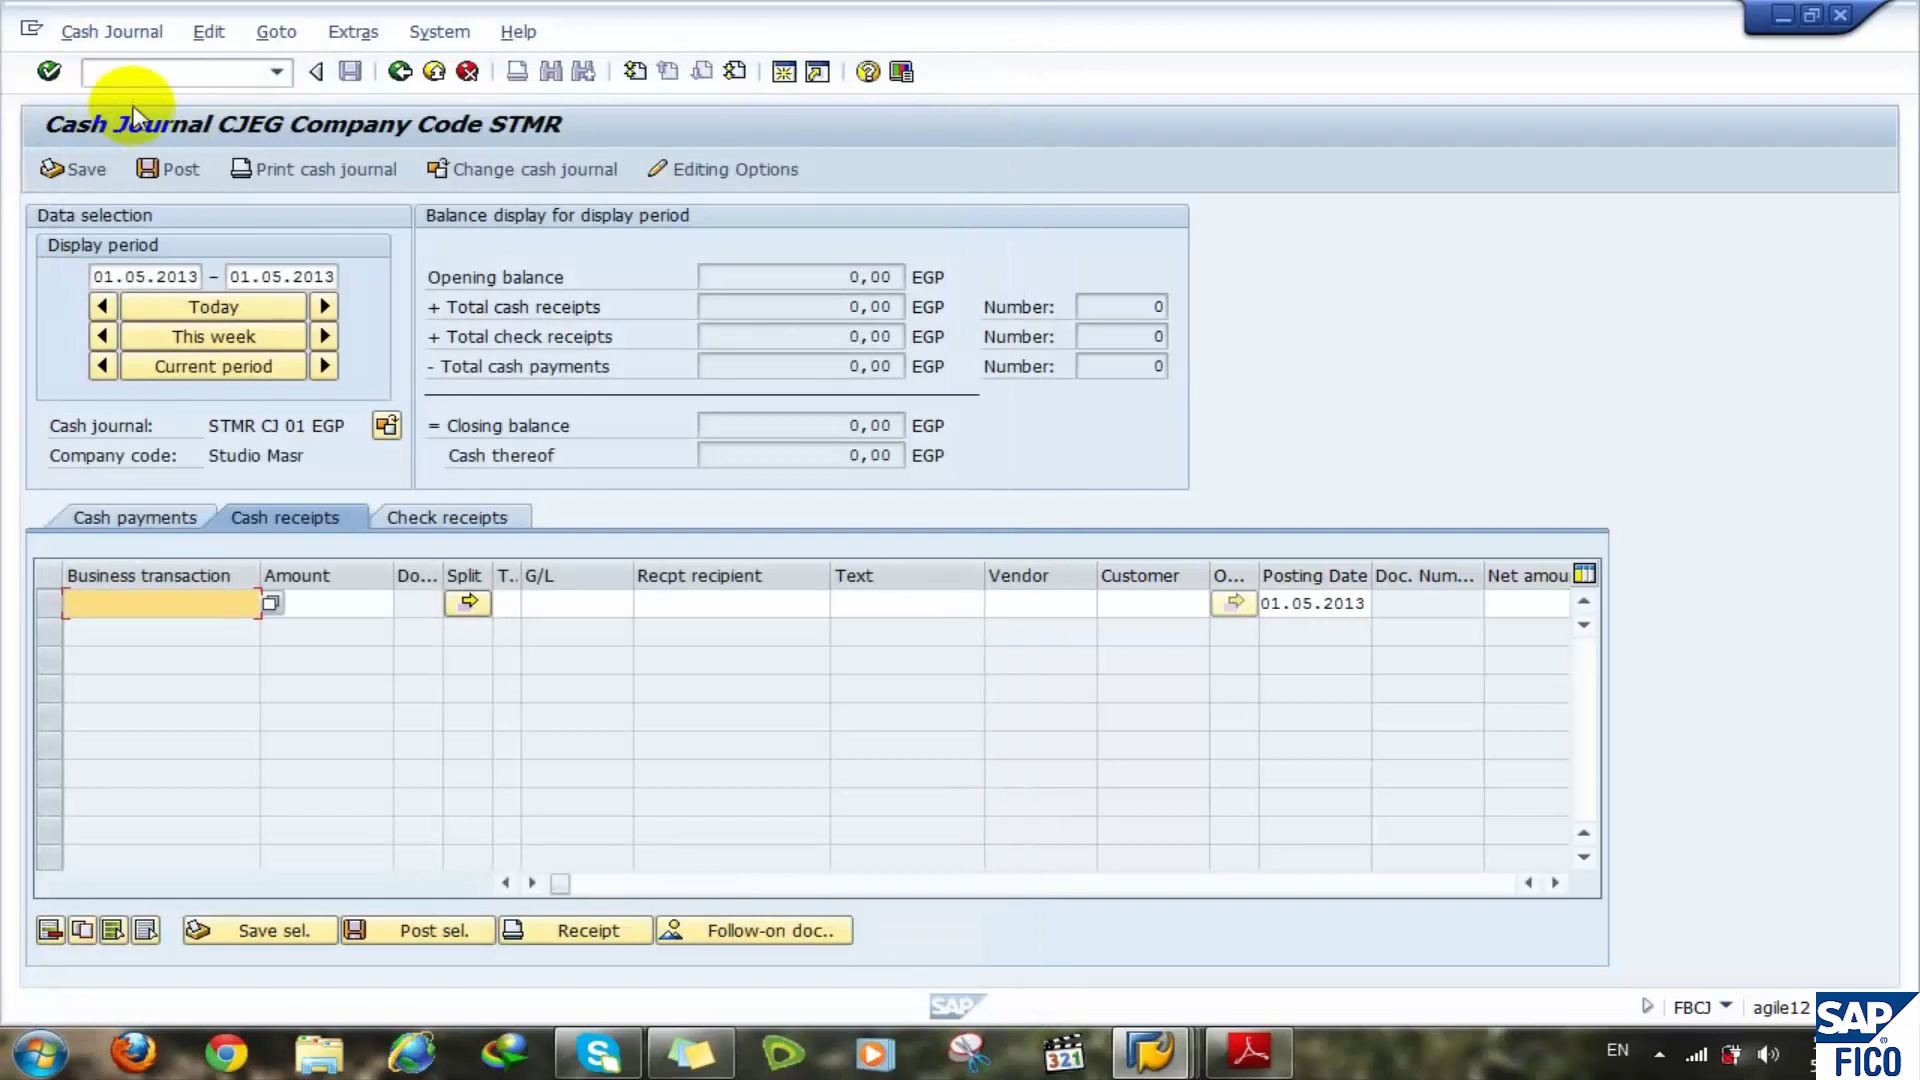 Cash Journal Edit Goto Extras System Help
Cash Journal CJEG Company Code STMR
Save Post Print cash journal Change cash journal Editing Options
Data selection
Display period
01.05.2013 - 01.05.2013
Today
This week
Current period
Cash journal: STMR CJ 01 EGP
Company code: Studio Masr
Balance display for display period
Opening balance 0,00 EGP
+ Total cash receipts 0,00 EGP Number: 0
+ Total check receipts 0,00 EGP Number: 0
- Total cash payments 0,00 EGP Number: 0
= Closing balance 0,00 EGP
Cash thereof 0,00 EGP
Cash payments Cash receipts Check receipts
Business transaction Amount Do... Split T.. G/L Recpt recipient Text Vendor Customer O... Posting Date Doc. Num... Net amou
01.05.2013
Save sel. Post sel. Receipt Follow-on doc..
SAP
FBCJ agile12
EN
321
SAP
FICO